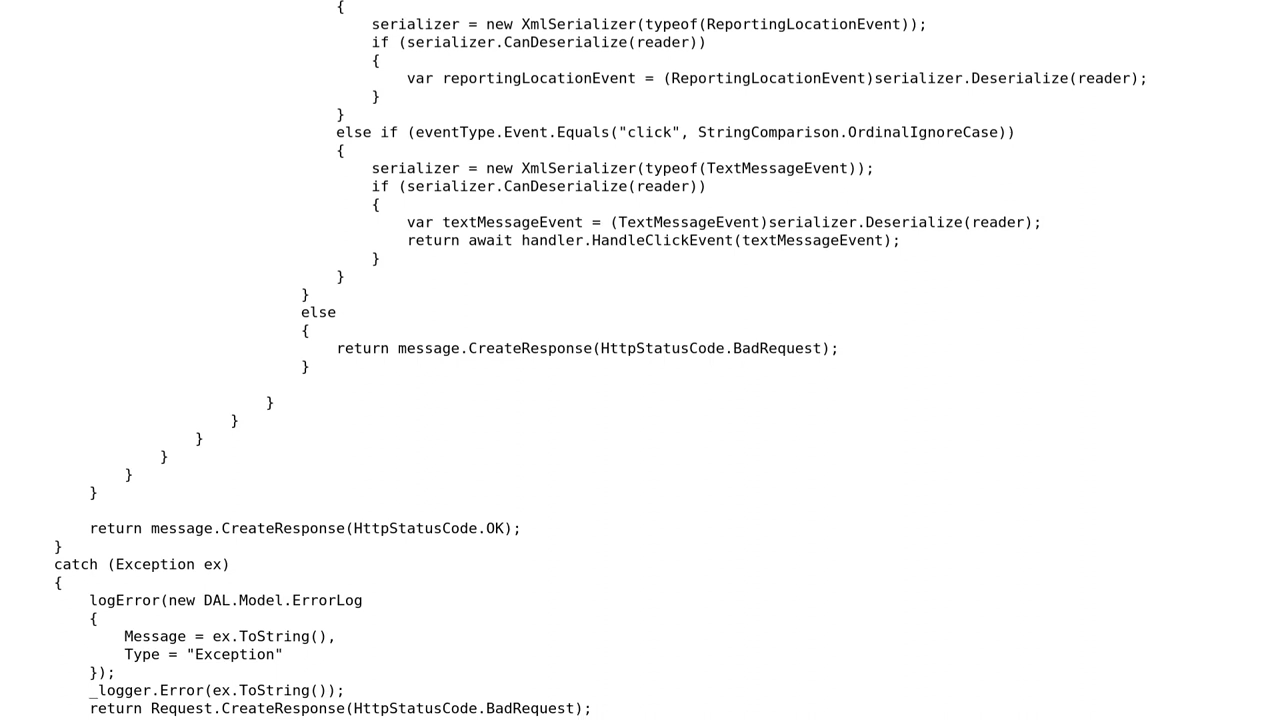 {
serializer = new XmlSerializer(typeof(ReportingLocationEvent));
if (serializer.CanDeserialize(reader))
{
var reportingLocationEvent = (ReportingLocationEvent)serializer.Deserialize(reader);
}
}
else if (eventType.Event.Equals("click", StringComparison.OrdinalIgnoreCase))
{
serializer = new XmlSerializer(typeof(TextMessageEvent));
if (serializer.CanDeserialize(reader))
{
var textMessageEvent = (TextMessageEvent)serializer.Deserialize(reader);
return await handler.HandleClickEvent(textMessageEvent);
}
}
}
else
{
return message.CreateResponse(HttpStatusCode.BadRequest);
}
}
}
}
}
}
}
return message.CreateResponse(HttpStatusCode.OK);
}
catch (Exception ex)
{
logError(new DAL.Model.ErrorLog
{
Message = ex.ToString(),
Type = "Exception"
});
_logger.Error(ex.ToString());
return Request.CreateResponse(HttpStatusCode.BadRequest);